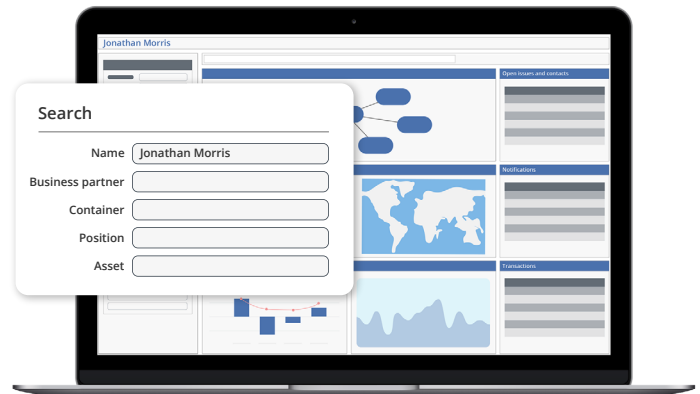 Jonathan Morris
Open issues and contacts
Search
Name Jonathan Morris
Business partner
Container
Position
Asset
Notifications
Transactions